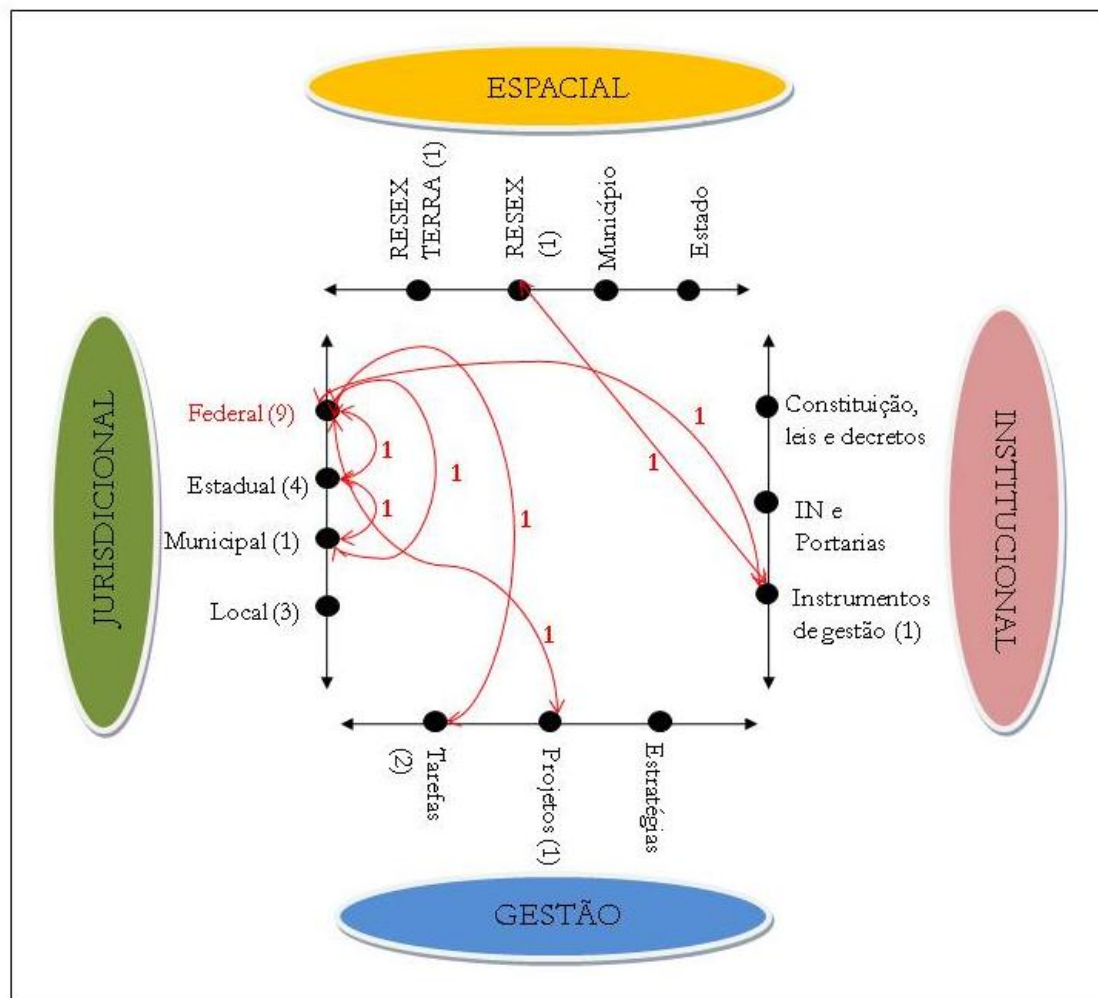 ESPACIAL
RESEX
TERRA (1)
RESEX
(1)
Município
Estado
JURISDICIONAL
Federal (9)
Estadual (4)
Municipal (1)
Local (3)
1
1
1
1
1
1
1
Constituição,
leis e decretos
IN e
Portarias
Instrumentos
de gestão (1)
INSTITUCIONAL
Tarefas
(2)
Projetos (1)
Estratégias
GESTÃO